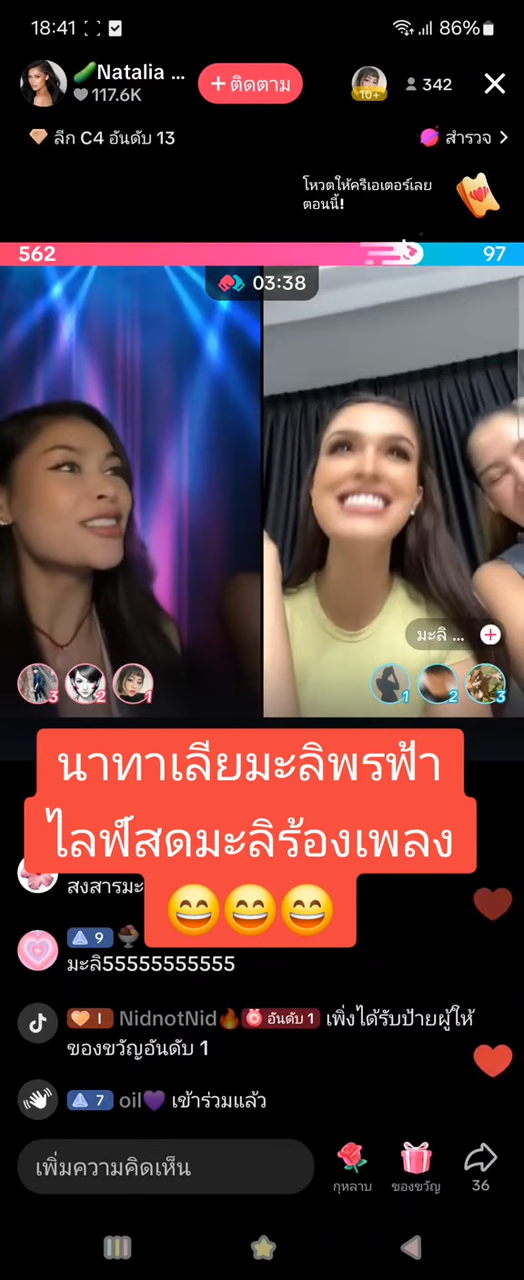 18:41
86%
Natalia ...
117.6K
+ ติดตาม
10+
342
ลีก C4 อันดับ 13
สำรวจ >
โหวตให้ครีเอเตอร์เลย
ตอนนี้!
562
97
03:38
มะลิ ...
3
2
1
1
2
3
นาทาเลียมะลิพรฟ้า
ไลฟ์สดมะลิร้องเพลง
สงสารมะ
9
มะลิ55555555555
I NidnotNid อันดับ 1 เพิ่งได้รับป้ายผู้ให้
ของขวัญอันดับ 1
7 oil เข้าร่วมแล้ว
เพิ่มความคิดเห็น
กุหลาบ
ของขวัญ
36